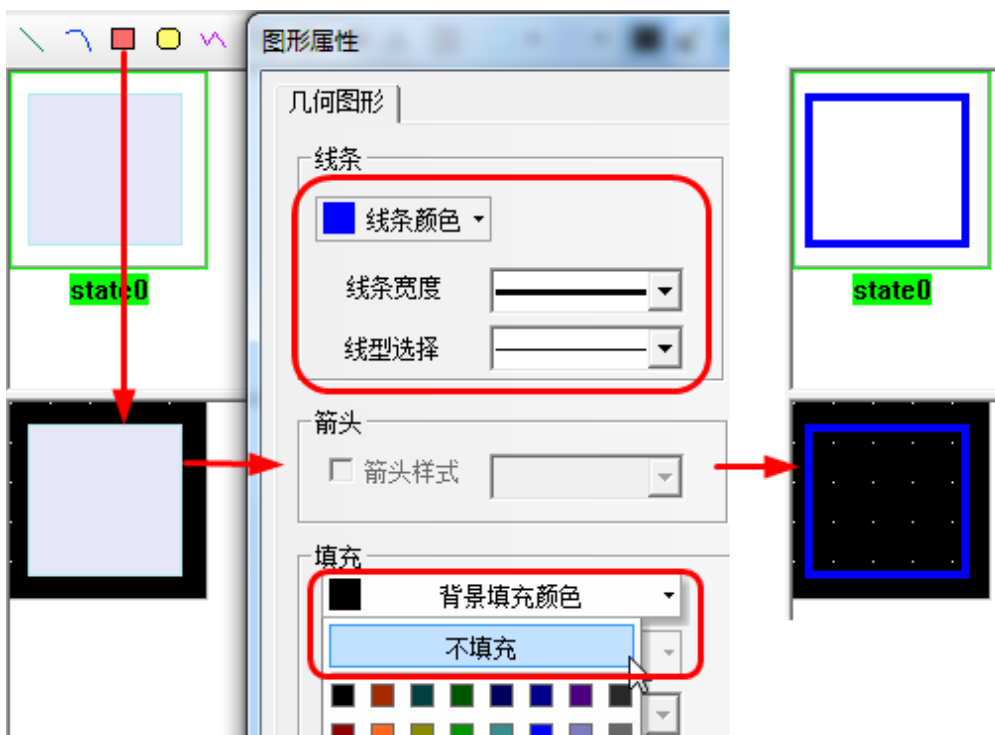 图形属性
几何图形
线条
线条颜色
线条宽度
线型选择
箭头
箭头样式
填充
背景填充颜色
不填充
state0
state0